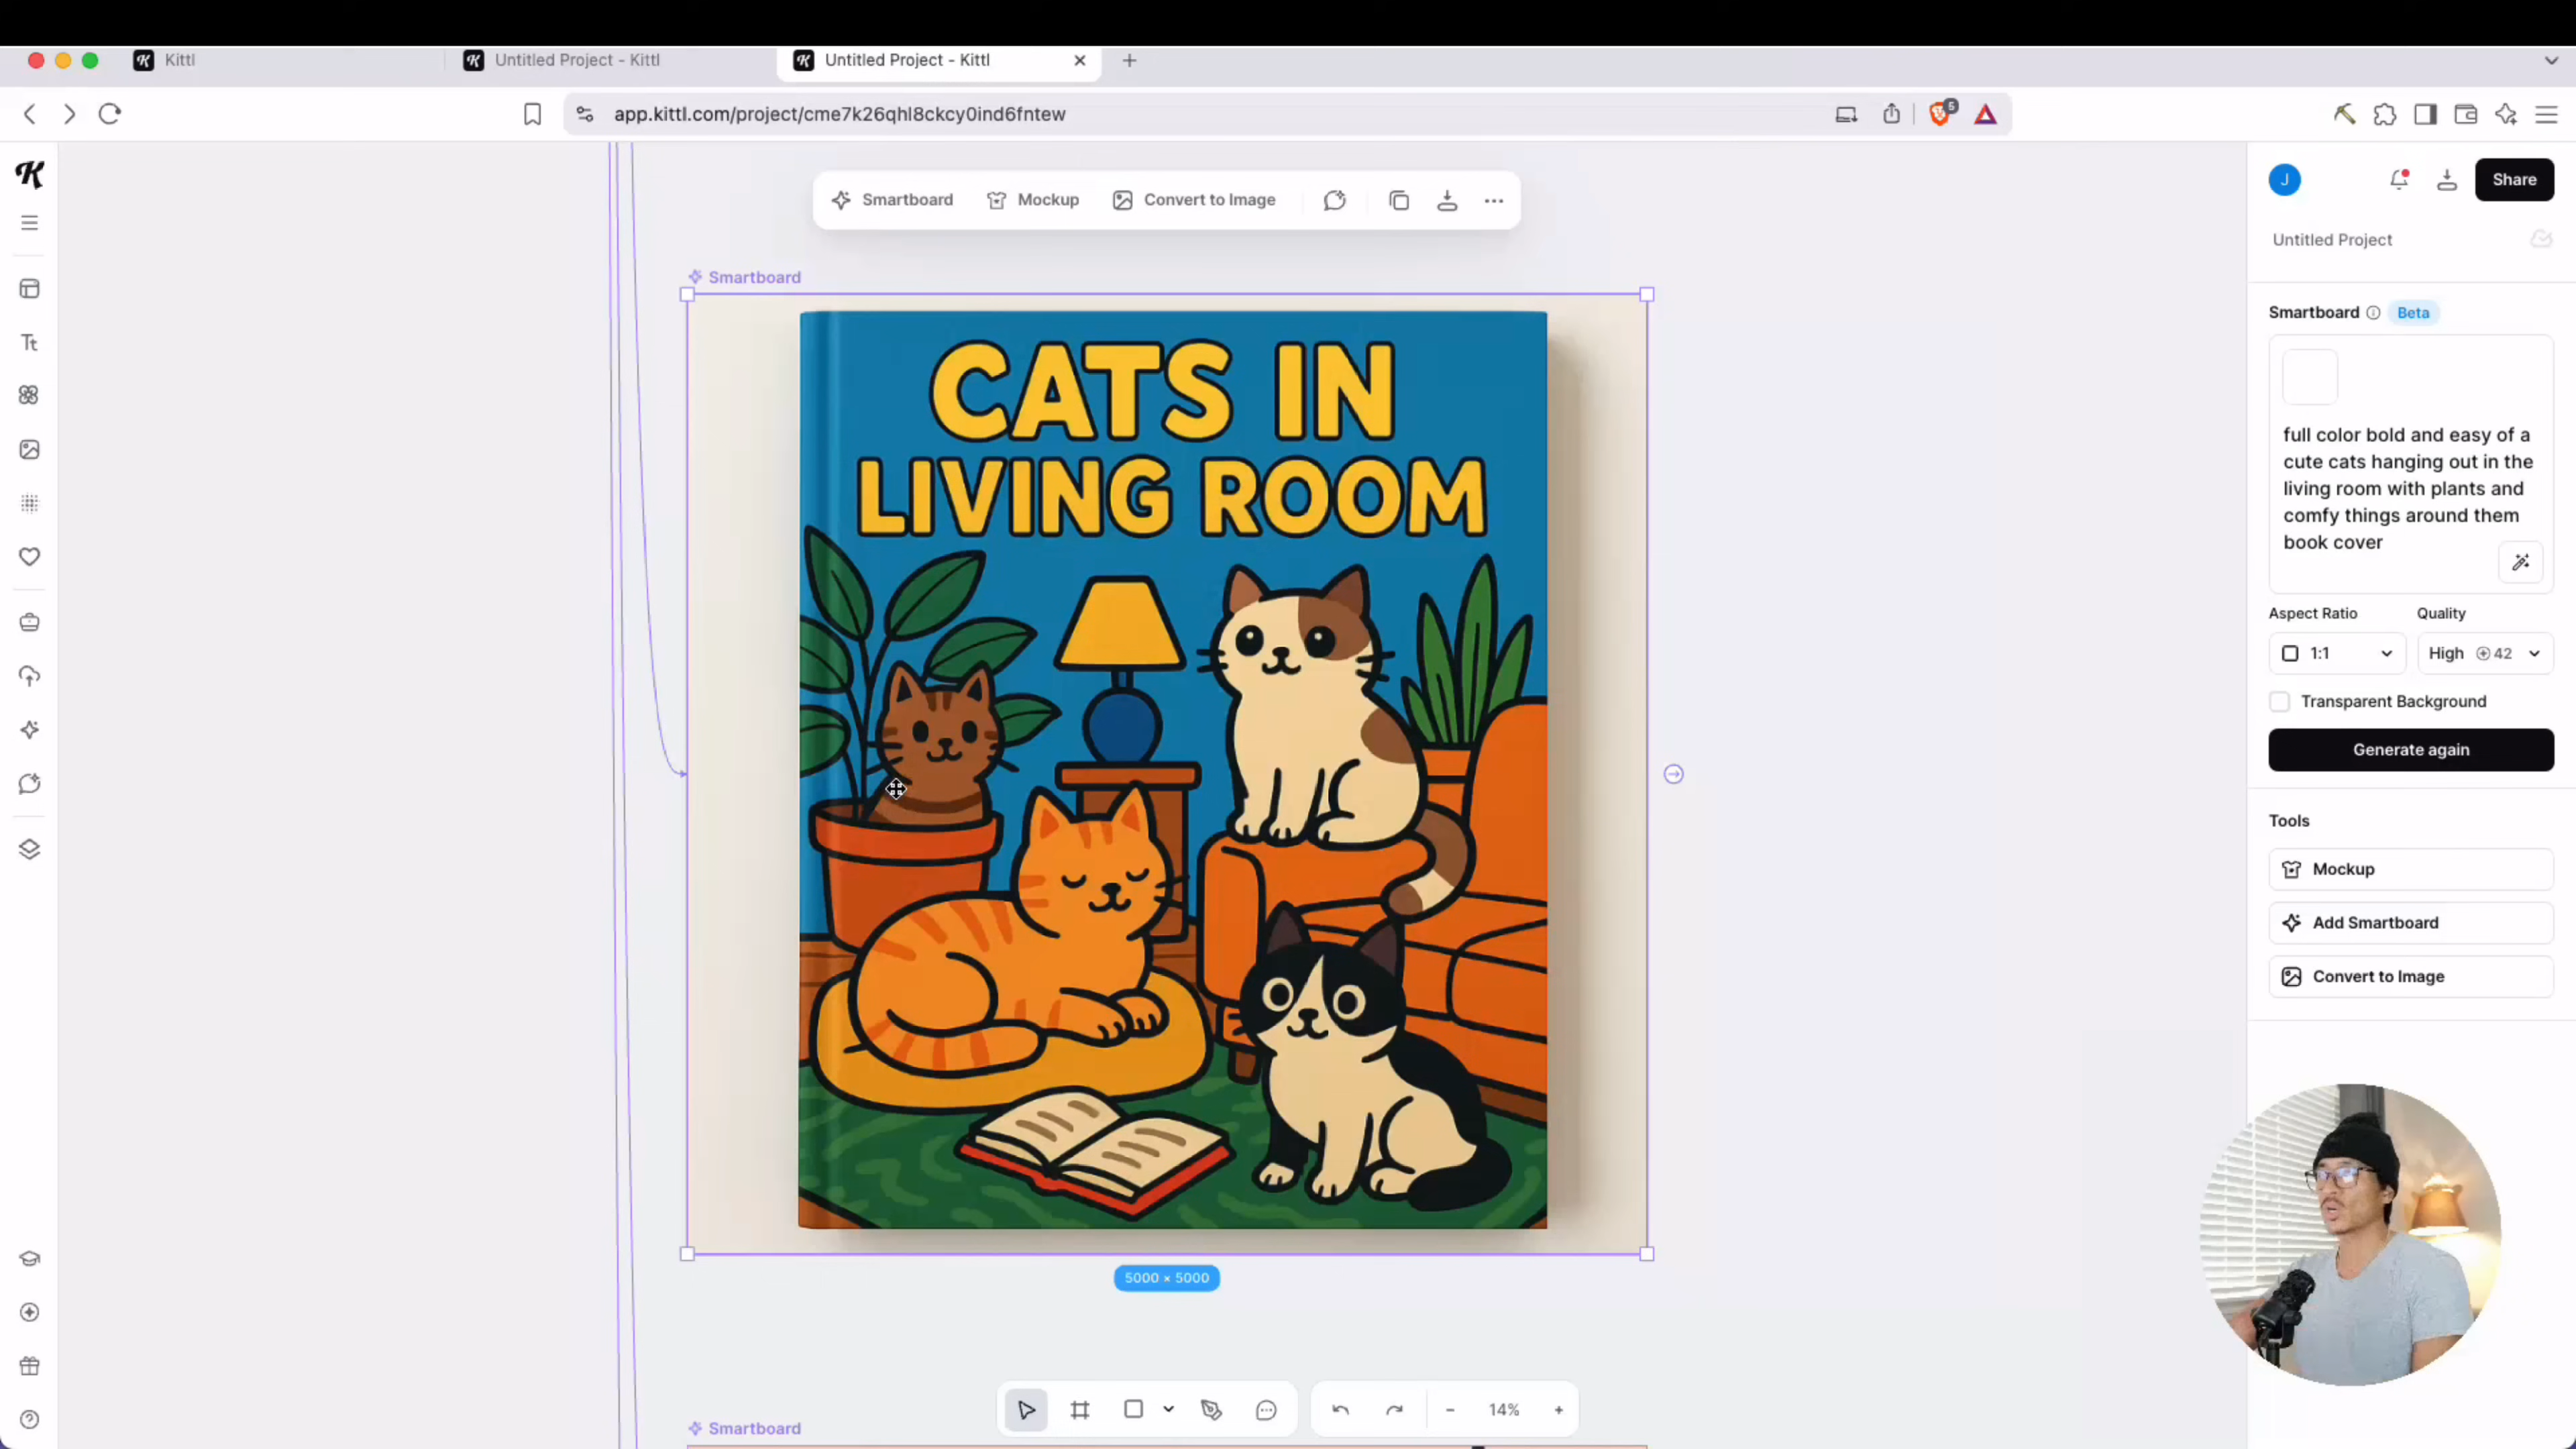 Kittl
Untitled Project - Kittl
Untitled Project - Kittl
app.kittl.com/project/cme7k26qhl8ckcy0ind6fntew
5
Smartboard
Mockup
Convert to Image
J
Share
Untitled Project
Smartboard
CATS IN
LIVING ROOM
Smartboard
Beta
full color bold and easy of a
cute cats hanging out in the
living room with plants and
comfy things around them
book cover
Aspect Ratio
Quality
1:1
High
42
Transparent Background
Generate again
Tools
Mockup
Add Smartboard
Convert to Image
5000 × 5000
14%
Smartboard